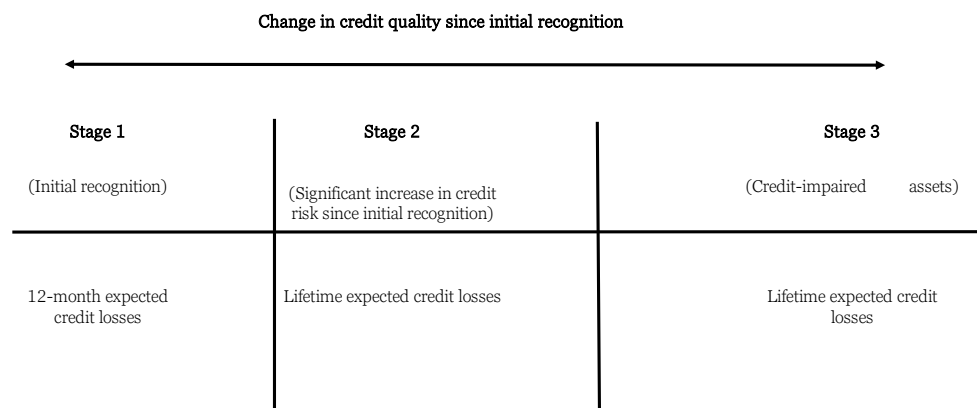 Change in credit quality since initial recognition
Stage 1
Stage 2
Stage 3
(Initial recognition)
(Significant increase in credit
risk since initial recognition)
(Credit-impaired assets)
12-month expected
credit losses
Lifetime expected credit losses
Lifetime expected credit
losses